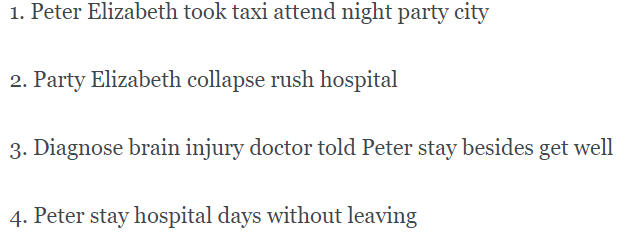 1. Peter Elizabeth took taxi attend night party city
2. Party Elizabeth collapse rush hospital
3. Diagnose brain injury doctor told Peter stay besides get well
4. Peter stay hospital days without leaving